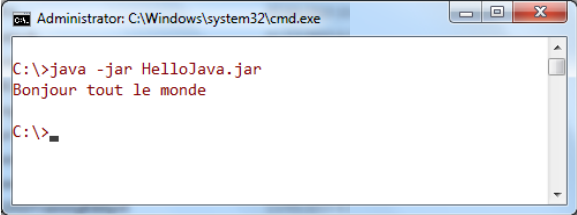 Administrator: C:\Windows\system32\cmd.exe
C:\>java -jar HelloJava.jar
Bonjour tout le monde
C:\>